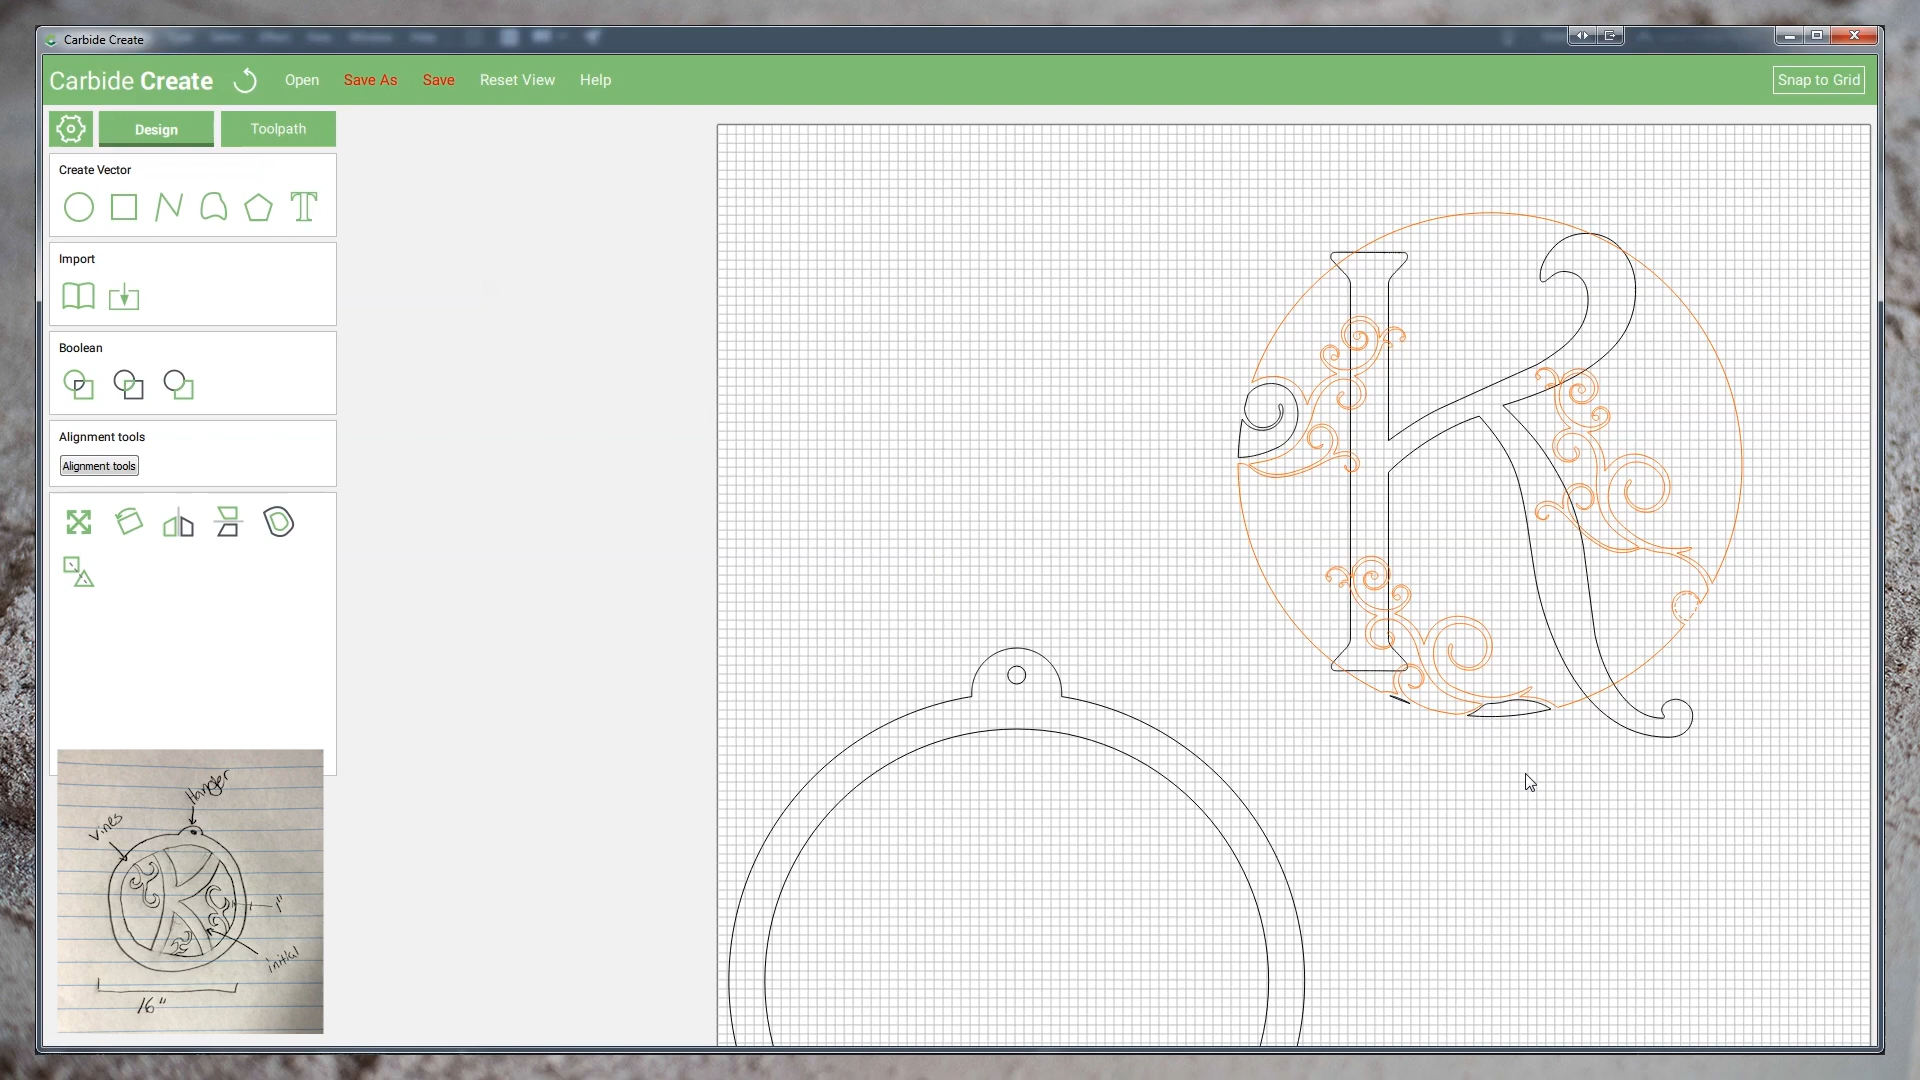 Carbide Create
Carbide Create
Open
Save As
Save
Reset View
Help
Snap to Grid
Design
Toolpath
Create Vector
Import
Boolean
Alignment tools
Alignment tools
Hanger
Vines
1"
initial
16"